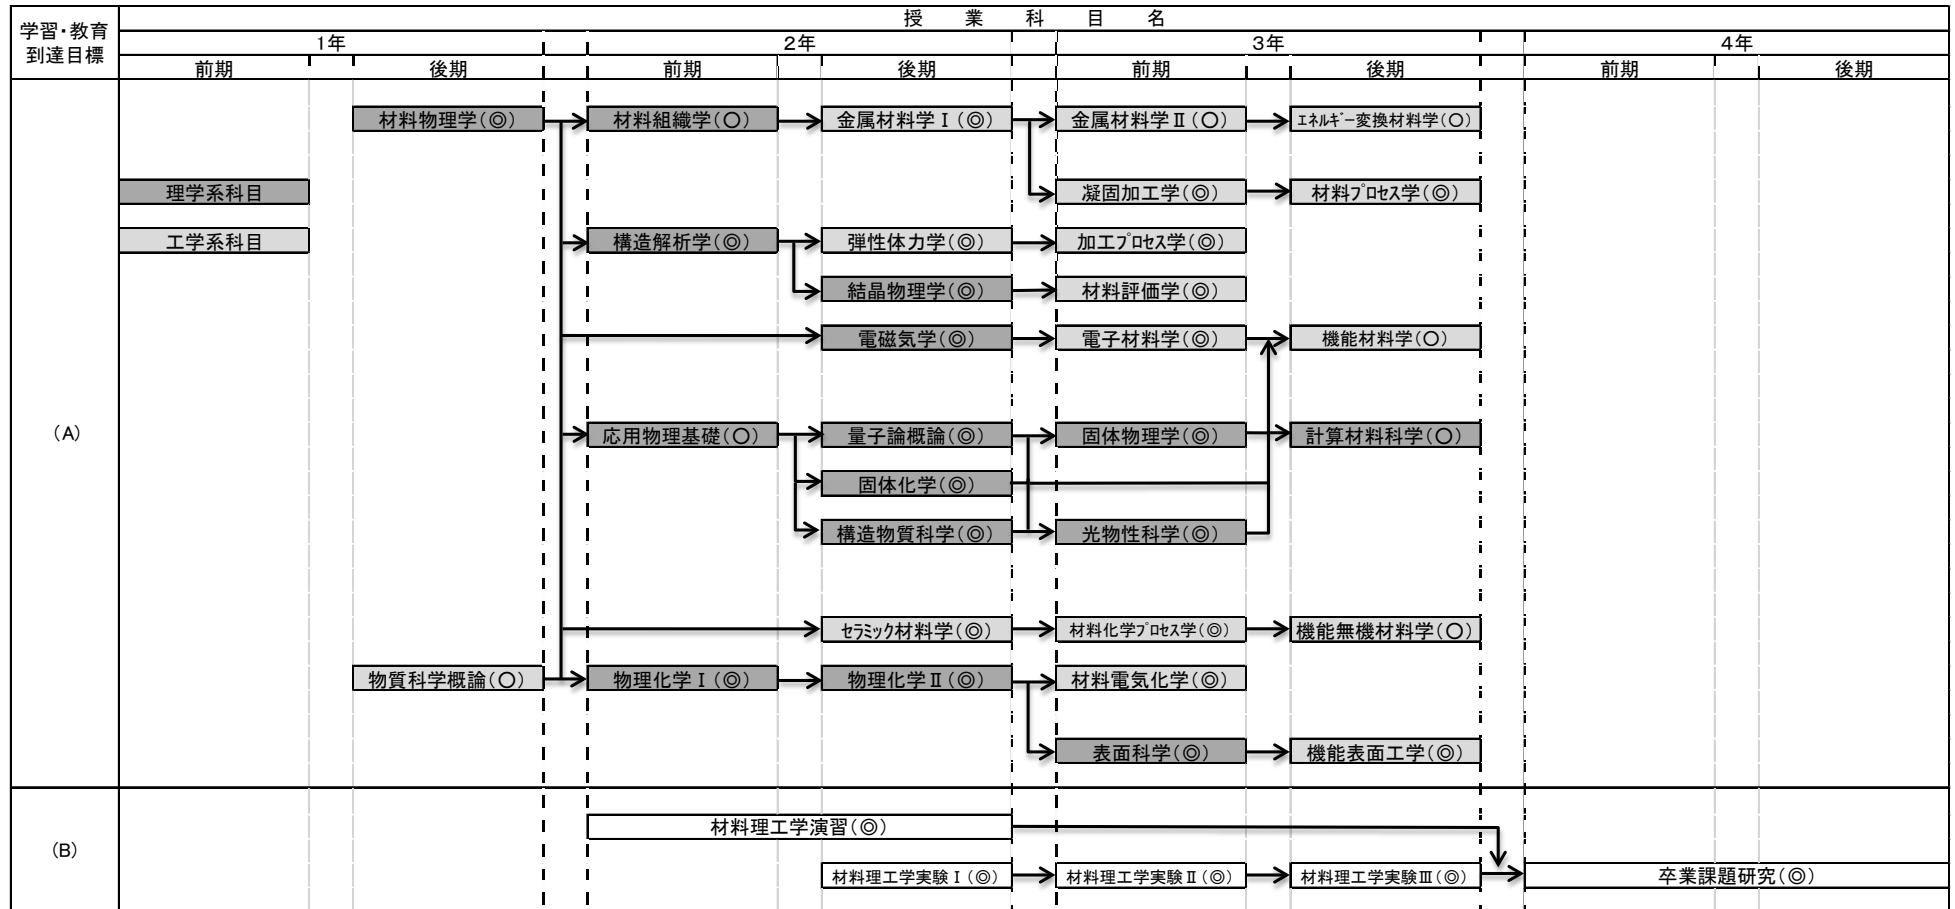 学習・教育
到達目標
授業科目名
1年 2年 3年 4年
前期 後期 前期 後期 前期 後期 前期 後期
材料物理学(◎) 材料組織学(○) 金属材料学Ⅰ(◎) 金属材料学Ⅱ(○) エネルギー変換材料学(○)
理学系科目 凝固加工学(◎) 材料プロセス学(◎)
工学系科目 構造解析学(◎) 弾性体力学(◎) 加工プロセス学(◎)
結晶物理学(◎) 材料評価学(◎)
電磁気学(◎) 電子材料学(◎) 機能材料学(○)
(A) 応用物理基礎(○) 量子論概論(◎) 固体物理学(◎) 計算材料科学(○)
固体化学(◎)
構造物質科学(◎) 光物性科学(◎)
セラミック材料学(◎) 材料化学プロセス学(◎) 機能無機材料学(○)
物質科学概論(○) 物理化学Ⅰ(◎) 物理化学Ⅱ(◎) 材料電気化学(◎)
表面科学(◎) 機能表面工学(◎)
材料理工学演習(◎)
(B)
材料理工学実験Ⅰ(◎) 材料理工学実験Ⅱ(◎) 材料理工学実験Ⅲ(◎) 卒業課題研究(◎)